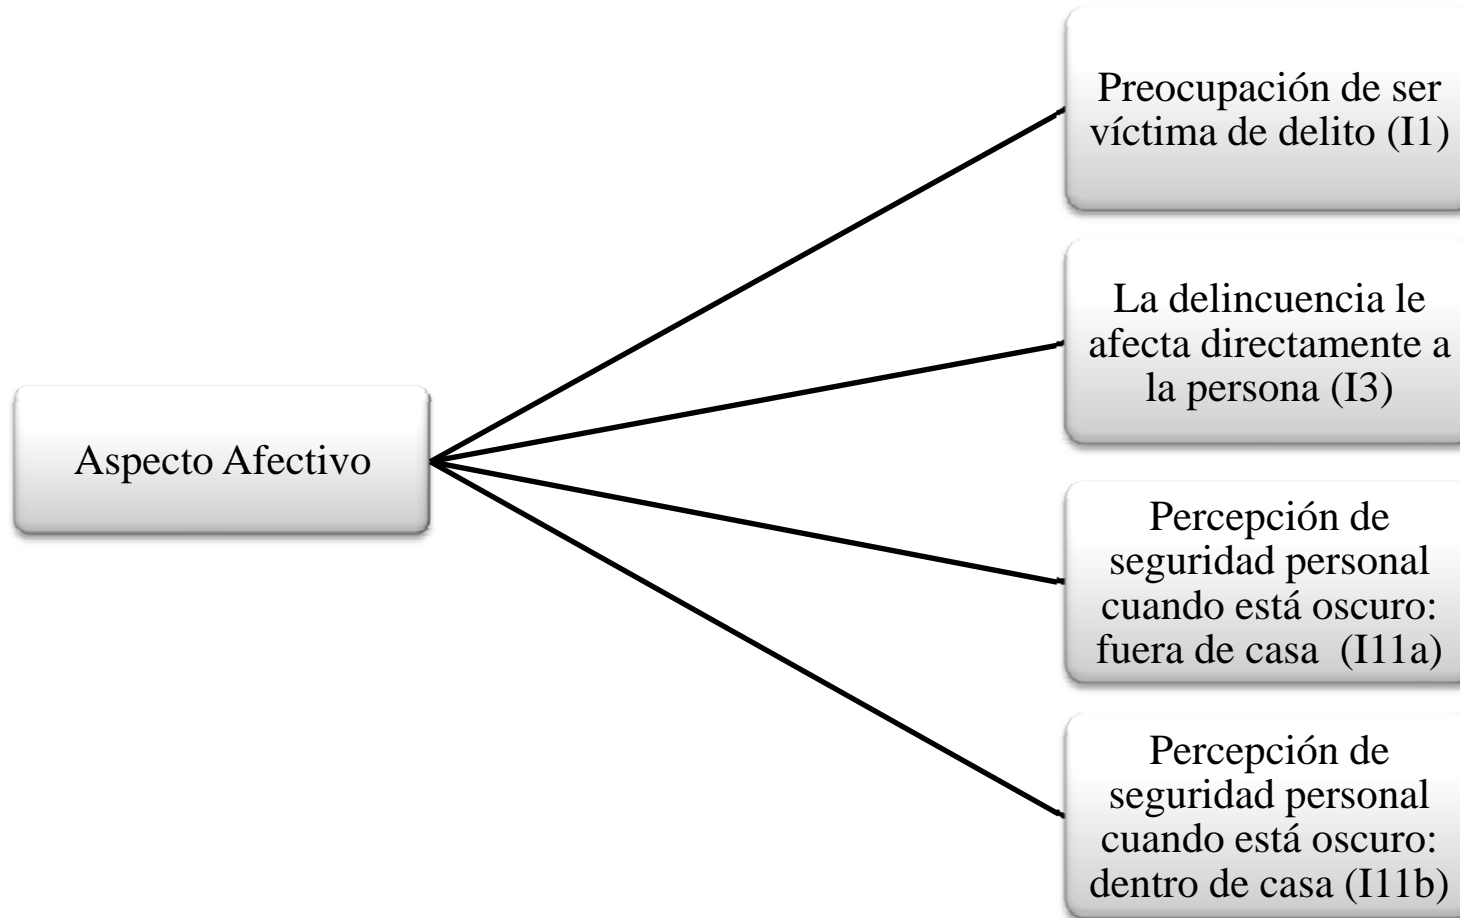 Preocupación de ser
víctima de delito (I1)
La delincuencia le
afecta directamente a
la persona (I3)
Aspecto Afectivo
Percepción de
seguridad personal
cuando está oscuro:
fuera de casa  (I11a)
Percepción de
seguridad personal
cuando está oscuro:
dentro de casa (I11b)